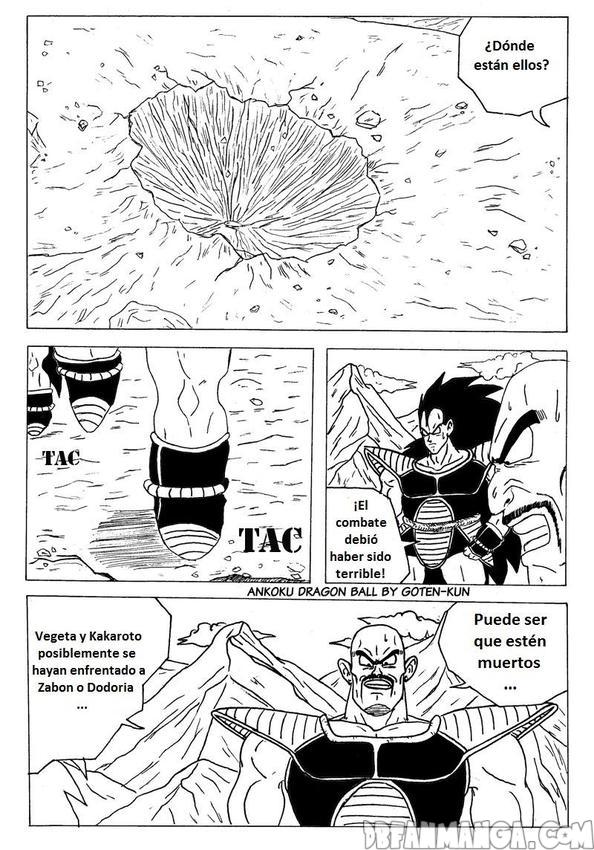 ¿Dónde
están ellos?
TAC
TAC
¡El
combate
debió
haber sido
terrible!
ANKOKU DRAGON BALL BY GOTEN-KUN
Vegeta y Kakaroto
posiblemente se
hayan enfrentado a
Zabon o Dodoria
...
Puede ser
que estén
muertos
...
DBFANMANGA.COM